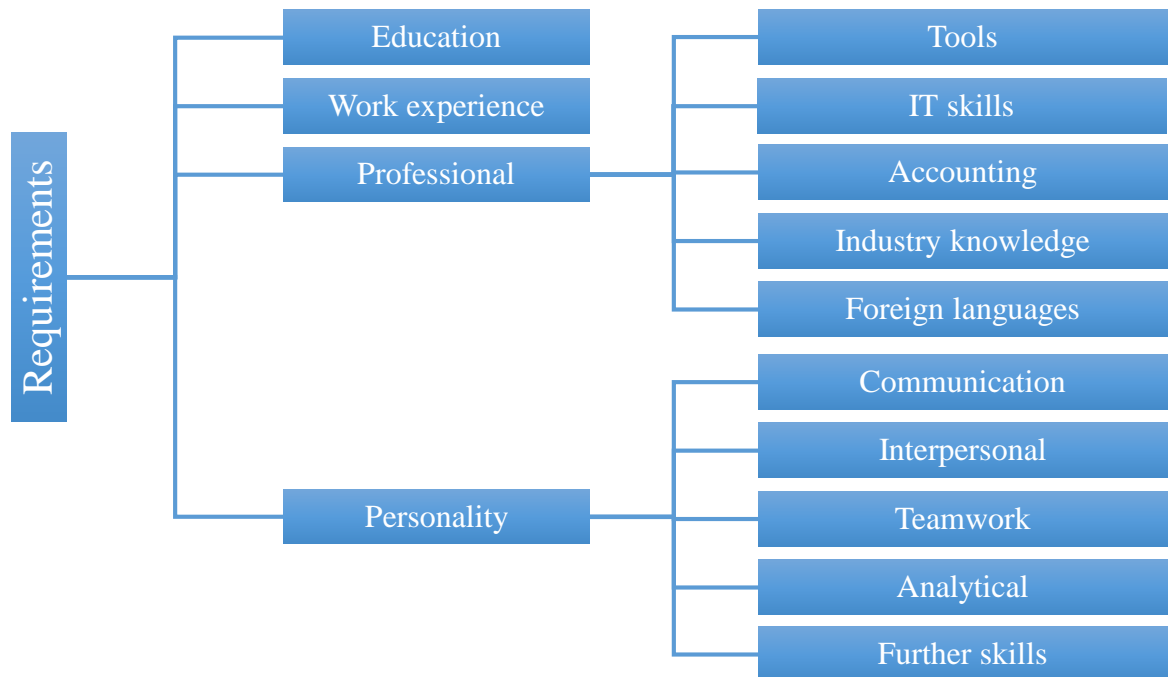 Requirements
Education
Work experience
Professional
Personality
Tools
IT skills
Accounting
Industry knowledge
Foreign languages
Communication
Interpersonal
Teamwork
Analytical
Further skills